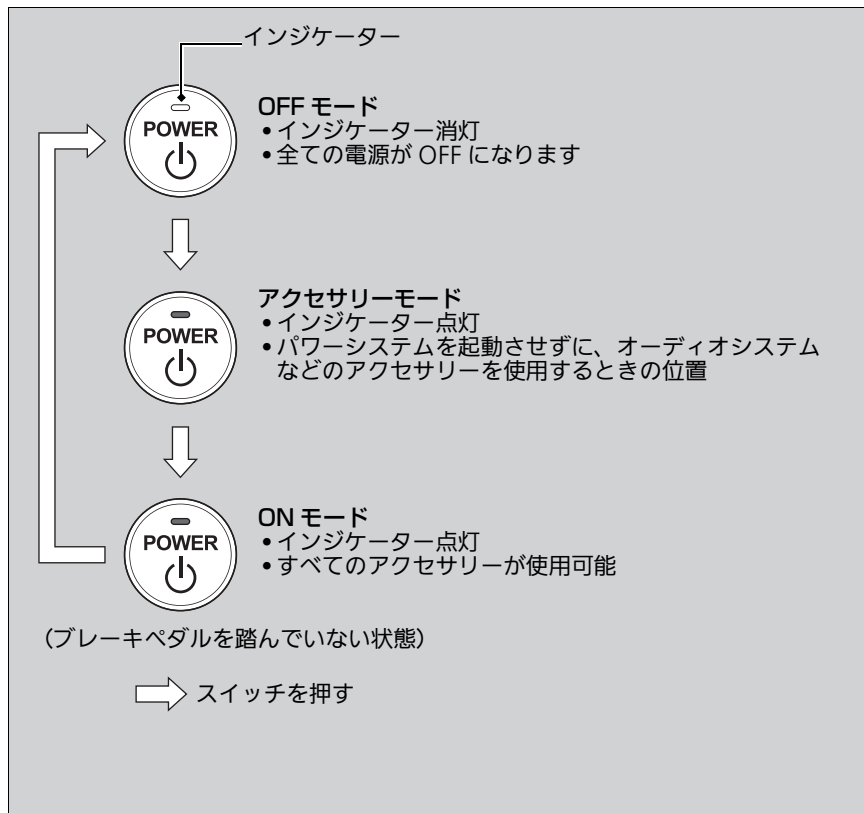 インジケーター
POWER
OFF モード
•インジケーター消灯
•全ての電源が OFF になります
POWER
アクセサリーモード
•インジケーター点灯
•パワーシステムを起動させずに、オーディオシステム
などのアクセサリーを使用するときの位置
POWER
ON モード
•インジケーター点灯
•すべてのアクセサリーが使用可能
(ブレーキペダルを踏んでいない状態)
スイッチを押す